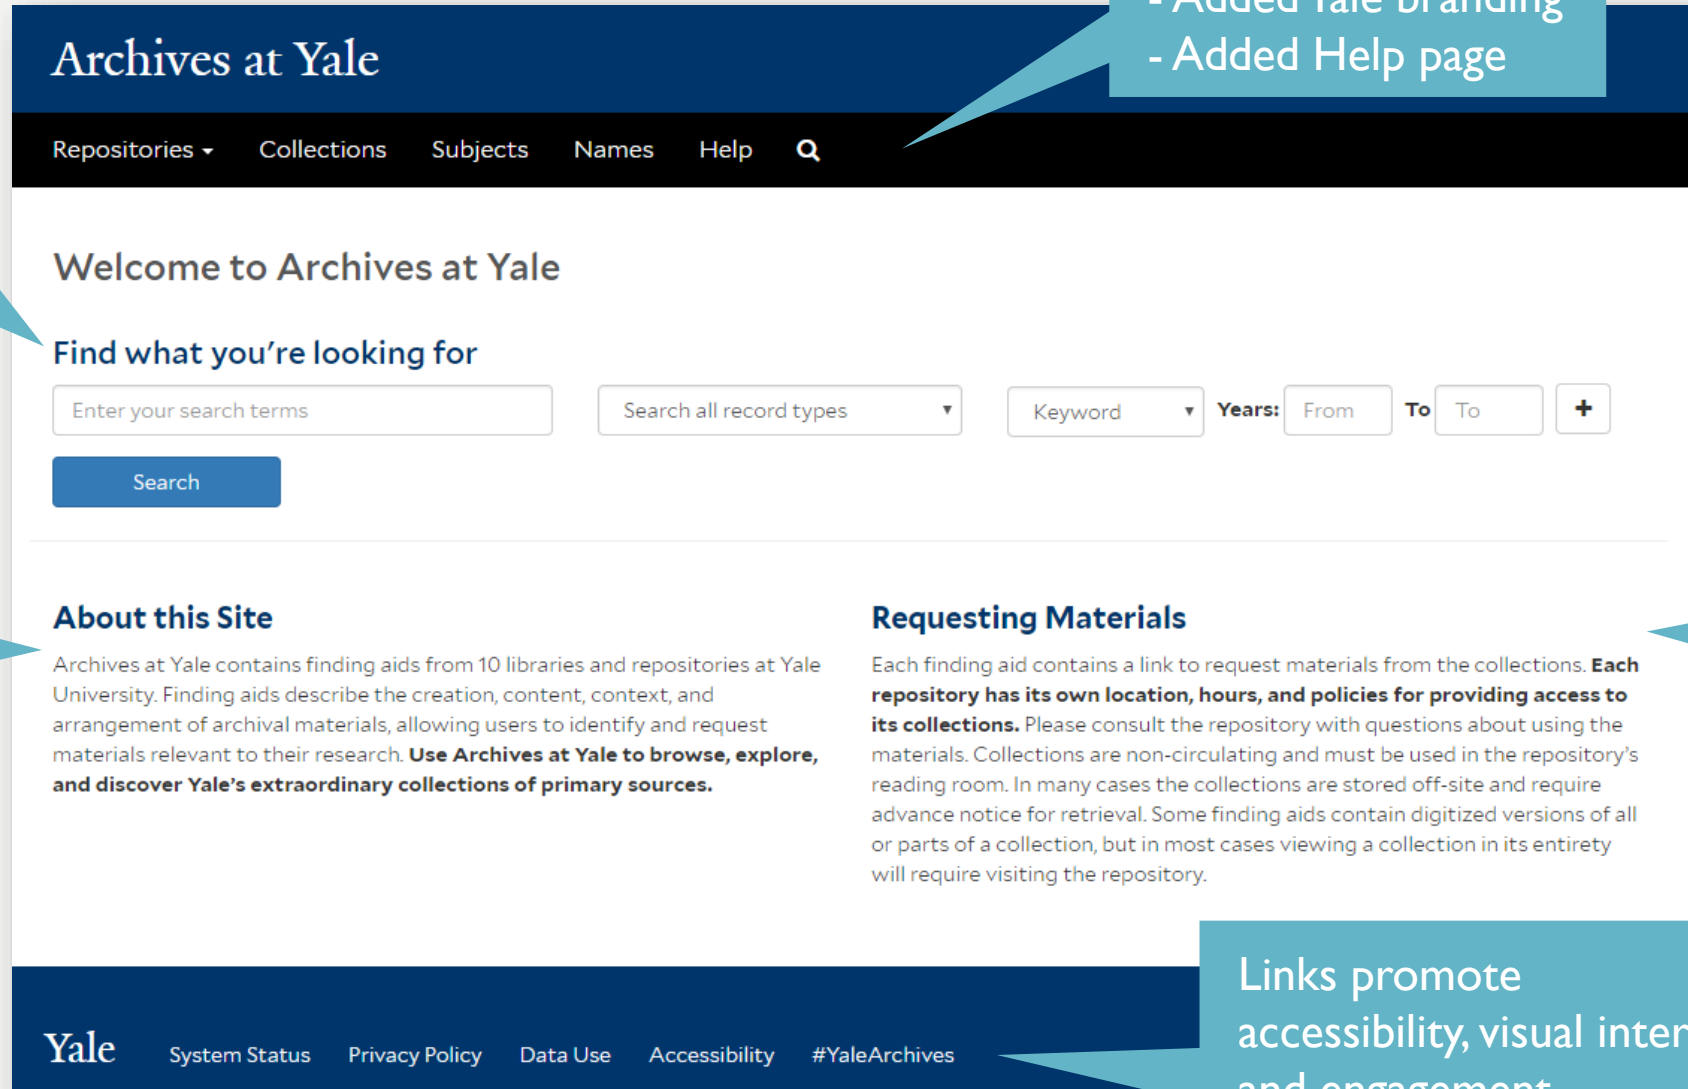 - Added Yale branding
- Added Help page
Archives at Yale
Repositories Collections Subjects Names Help
Welcome to Archives at Yale
Find what you're looking for
Enter your search terms Search all record types Keyword Years: From To To +
Search
About this Site
Archives at Yale contains finding aids from 10 libraries and repositories at Yale
University. Finding aids describe the creation, content, context, and
arrangement of archival materials, allowing users to identify and request
materials relevant to their research. Use Archives at Yale to browse, explore,
and discover Yale's extraordinary collections of primary sources.
Requesting Materials
Each finding aid contains a link to request materials from the collections. Each
repository has its own location, hours, and policies for providing access to
its collections. Please consult the repository with questions about using the
materials. Collections are non-circulating and must be used in the repository's
reading room. In many cases the collections are stored off-site and require
advance notice for retrieval. Some finding aids contain digitized versions of all
or parts of a collection, but in most cases viewing a collection in its entirety
will require visiting the repository.
Links promote
accessibility, visual inter
and engagement
Yale System Status Privacy Policy Data Use Accessibility #YaleArchives